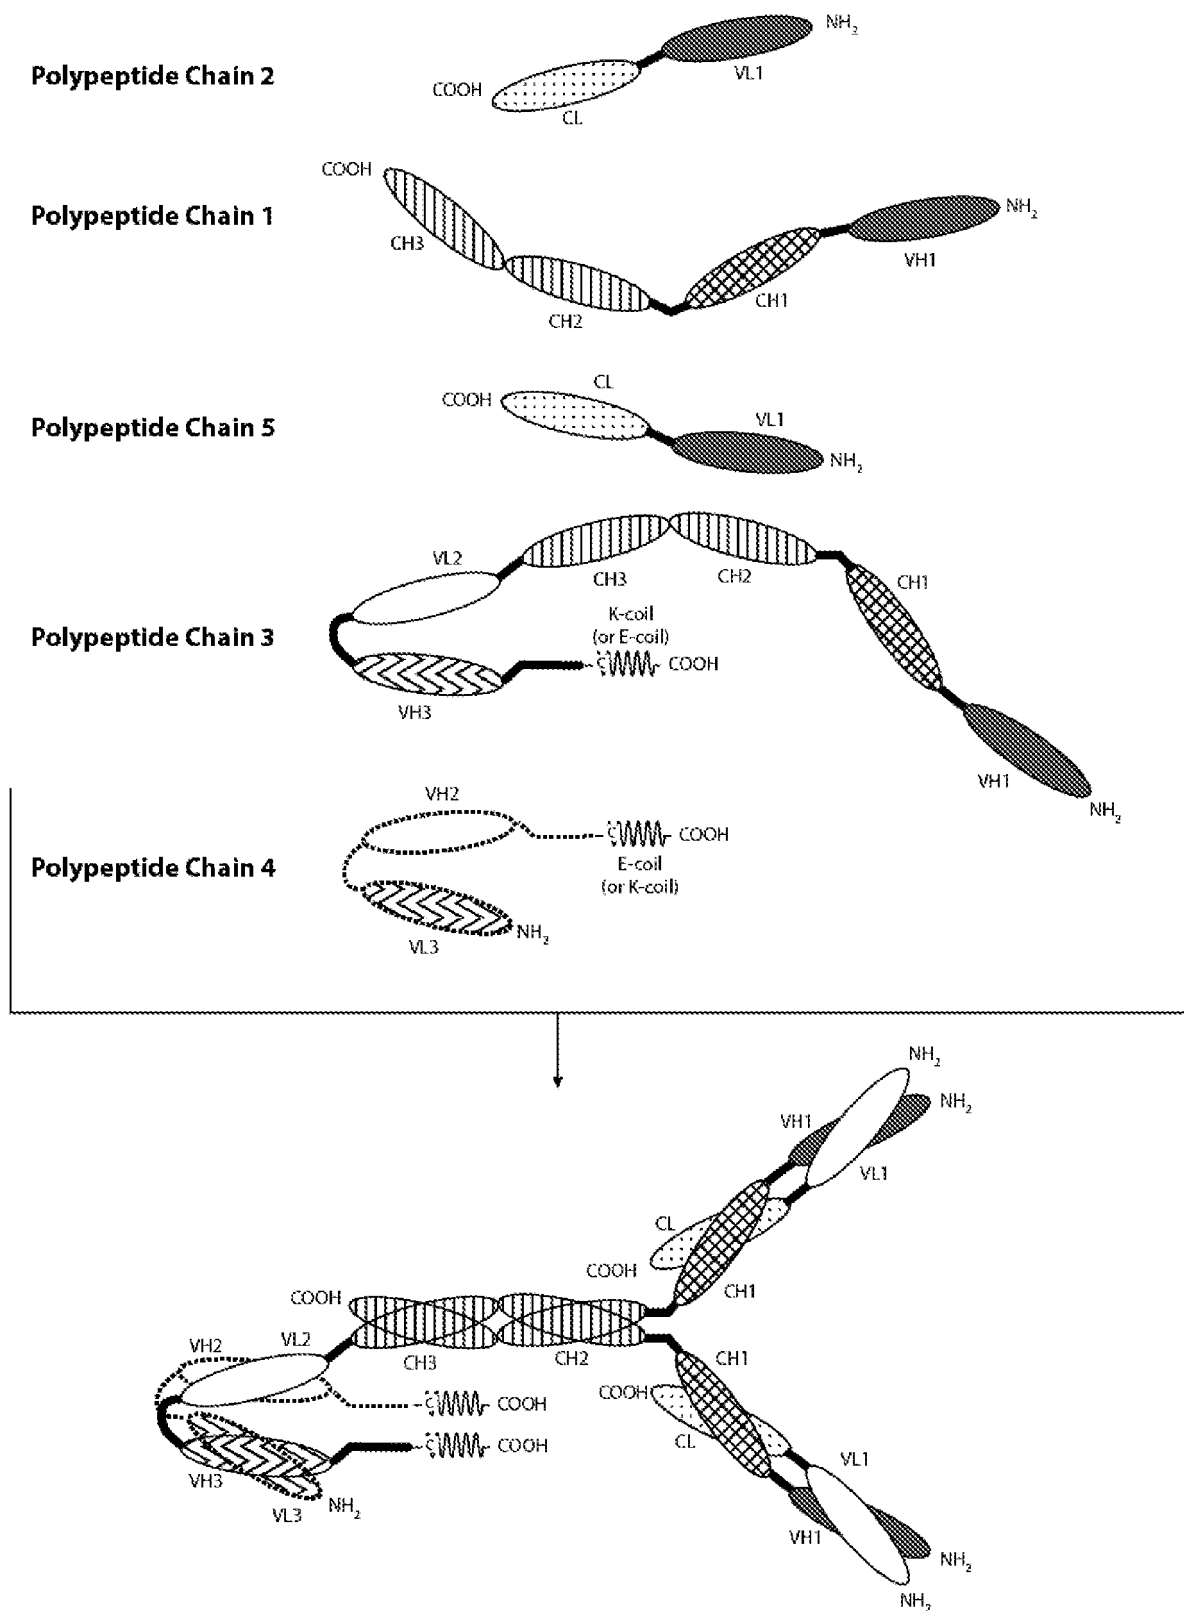 NH₂
Polypeptide Chain 2
VL1
COOH
CL
COOH
Polypeptide Chain 1
NH₂
CH3
VH1
CH1
CH2
CL
COOH
VL1
Polypeptide Chain 5
NH₂
VL2
CH3
CH2
CH1
K-coil
(or E-coil)
Polypeptide Chain 3
C
COOH
VH3
VH1
NH₂
VH2
C
COOH
Polypeptide Chain 4
E-coil
(or K-coil)
NH₂
VL3
NH₂
NH₂
VH1
VL1
CL
COOH
CH1
COOH
VH2
VL2
CH3
CH2
CH1
COOH
C
COOH
CL
C
COOH
VL1
VH3
VL3
NH₂
VH1
NH₂
NH₂